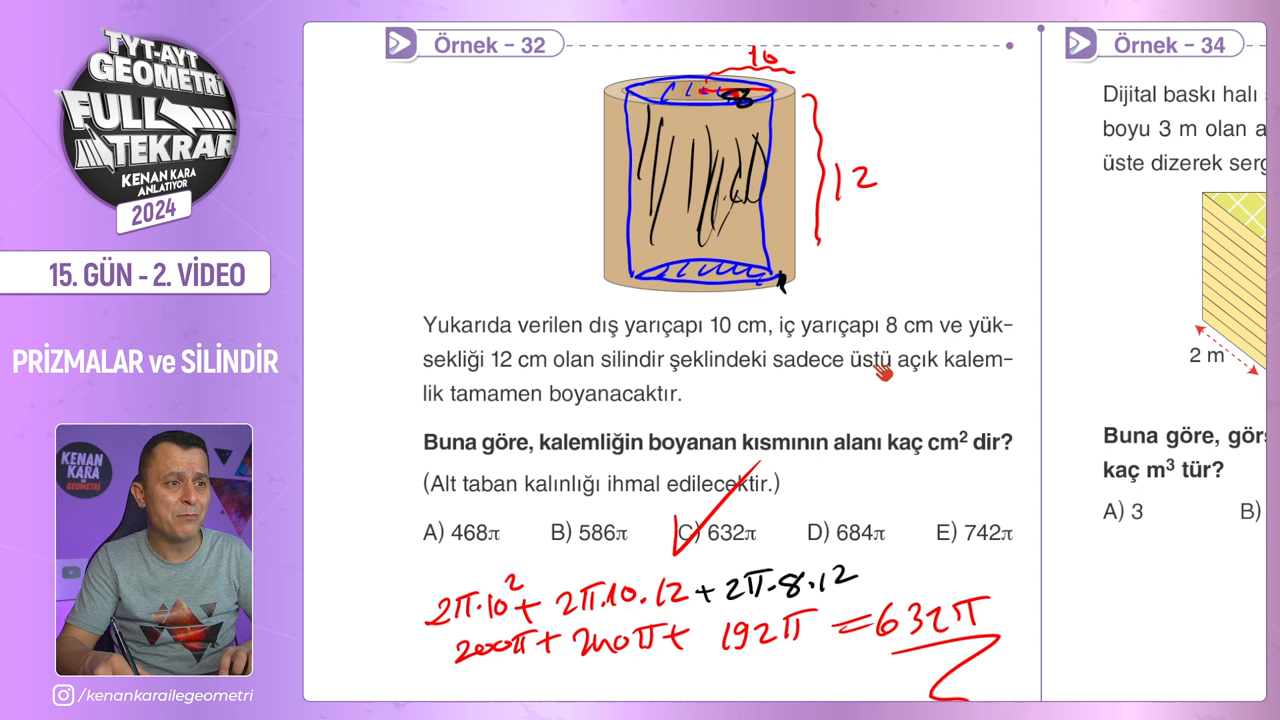 TYT-AYT
GEOMETRİ
FULL
TEKRAR
KENAN KARA
ANLATIYOR
2024
15. GÜN - 2. VİDEO
PRİZMALAR ve SİLİNDİR
KENAN
KARA
GEOMETRİ
/kenankarailegeometri
Örnek – 32
10
8
12
Yukarıda verilen dış yarıçapı 10 cm, iç yarıçapı 8 cm ve yük–
sekliği 12 cm olan silindir şeklindeki sadece üstü açık kalem–
lik tamamen boyanacaktır.
Buna göre, kalemliğin boyanan kısmının alanı kaç cm² dir?
(Alt taban kalınlığı ihmal edilecektir.)
A) 468π B) 586π C) 632π D) 684π E) 742π
2π.10² + 2π.10.12 + 2π.8.12
200π + 240π + 192π = 632π
Örnek – 34
Dijital baskı halı
boyu 3 m olan a
üste dizerek serg
2 m
Buna göre, görs
kaç m³ tür?
A) 3 B)